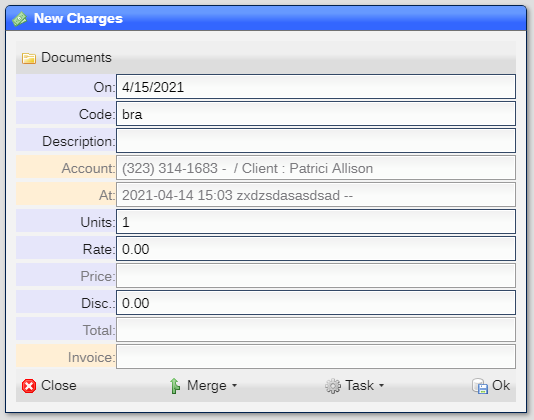 New Charges
Documents
On: 4/15/2021
Code: bra
Description:
Account: (323) 314-1683 - / Client : Patrici Allison
At: 2021-04-14 15:03 zxdzsdasasdsad --
Units: 1
Rate: 0.00
Price:
Disc.: 0.00
Total:
Invoice:
Close Merge Task Ok